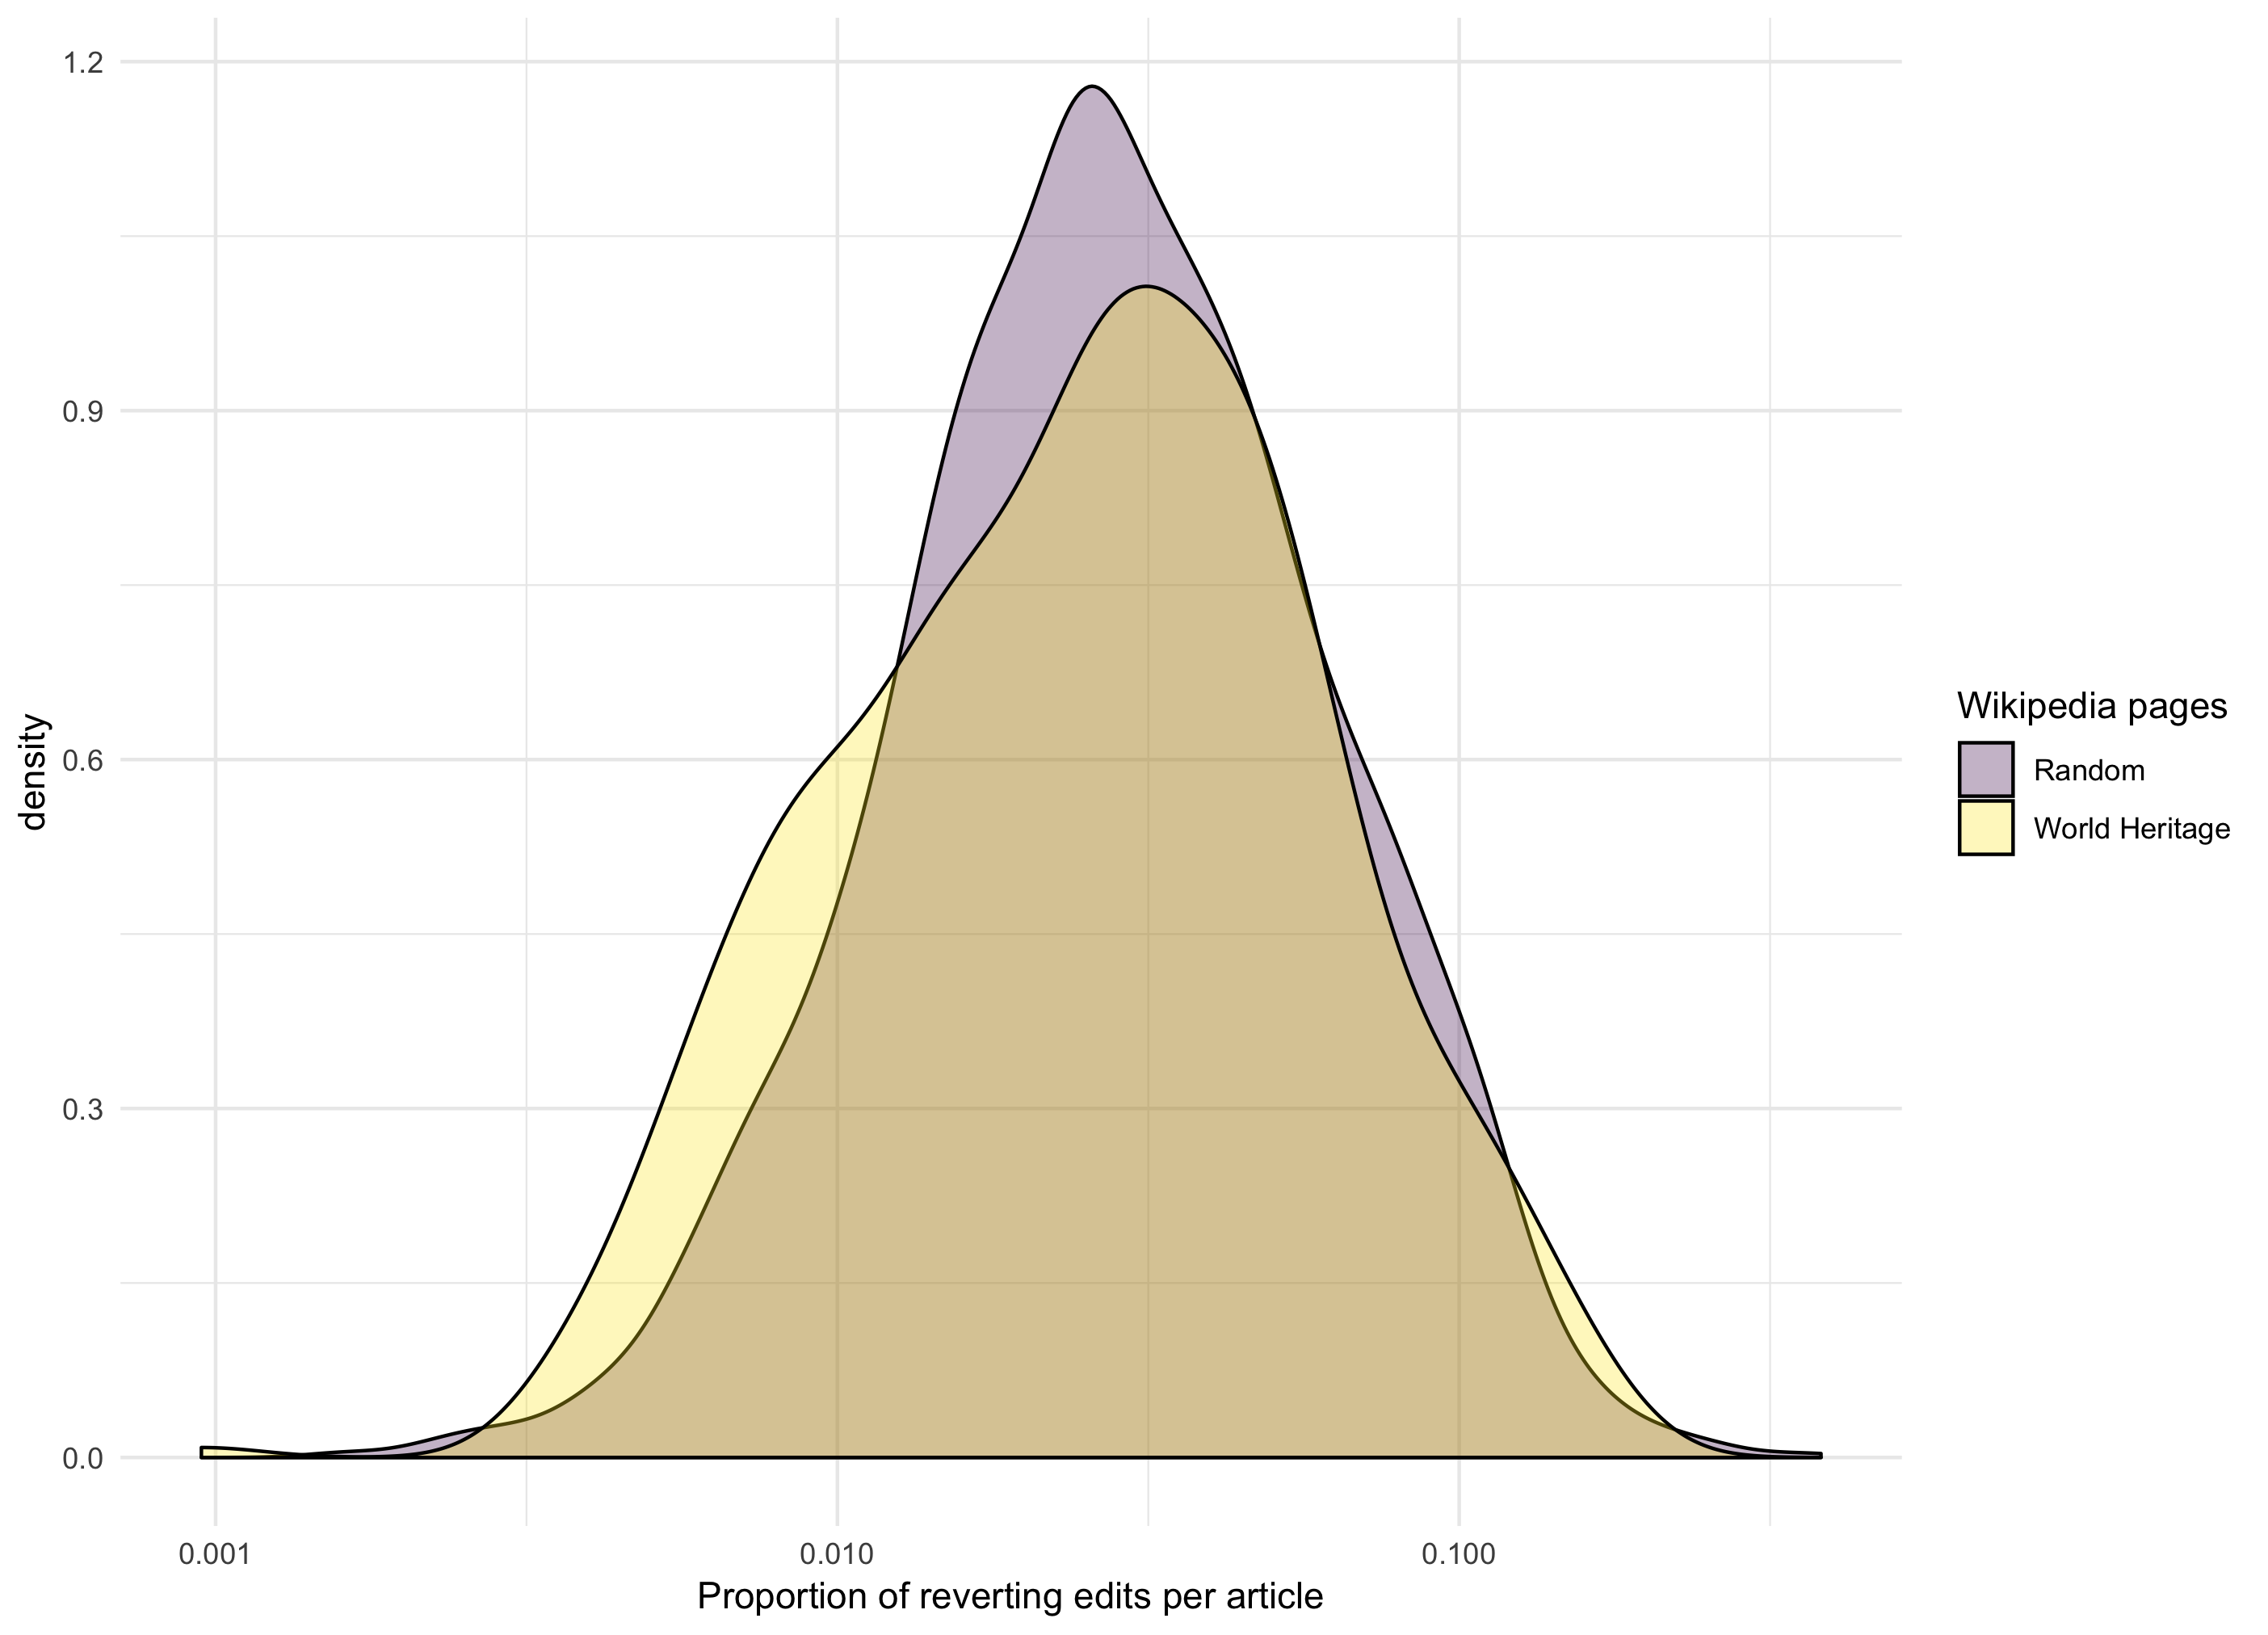 1.2
0.9
0.6
0.3
0.0
density
0.001
0.010
0.100
Proportion of reverting edits per article
Wikipedia pages
Random
World Heritage